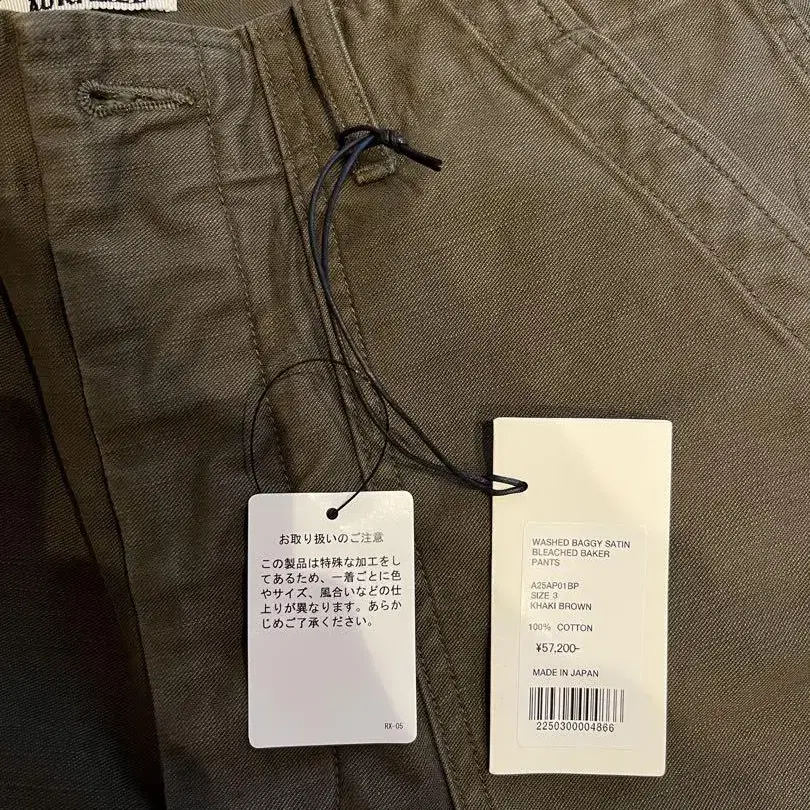 お取り扱いのご注意
この製品は特殊な加工をし
てあるため、一着ごとに色
やサイズ、風合いなどの仕
上りが異なります。あらか
じめご了承ください。
RX-05
WASHED BAGGY SATIN
BLEACHED BAKER
PANTS
A25AP01BP
SIZE 3
KHAKI BROWN
100% COTTON
¥57,200-
MADE IN JAPAN
2250300004866